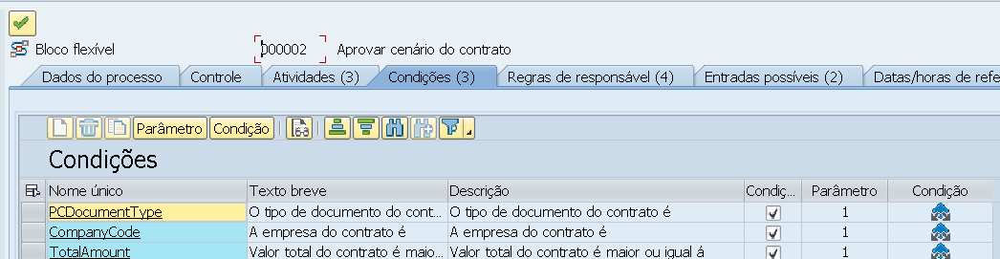 Bloco flexível 000002 Aprovar cenário do contrato
Dados do processo Controle Atividades (3) Condições (3) Regras de responsável (4) Entradas possíveis (2) Datas/horas de refe
Parâmetro Condição
Condições
Nome único Texto breve Descrição Condiç... Parâmetro Condição
PCDocumentType O tipo de documento do cont... O tipo de documento do contrato é 1
CompanyCode A empresa do contrato é A empresa do contrato é 1
TotalAmount Valor total do contrato é maio... Valor total do contrato é maior ou igual á 1